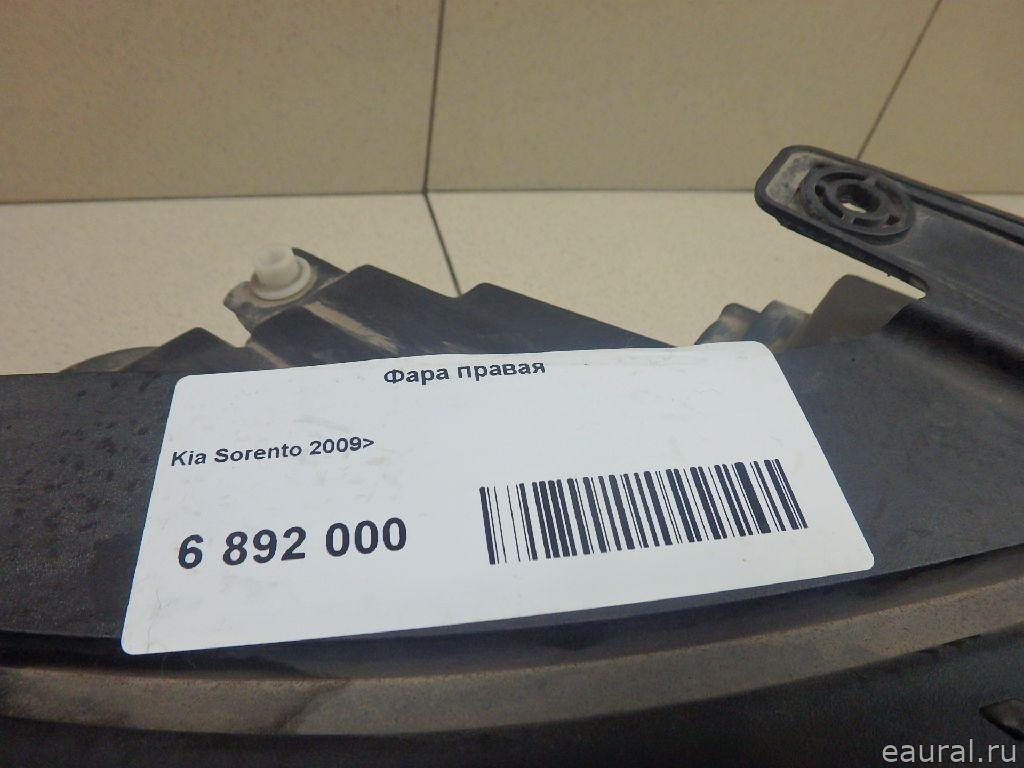 Фара правая
Kia Sorento 2009>
6 892 000
eaural.ru